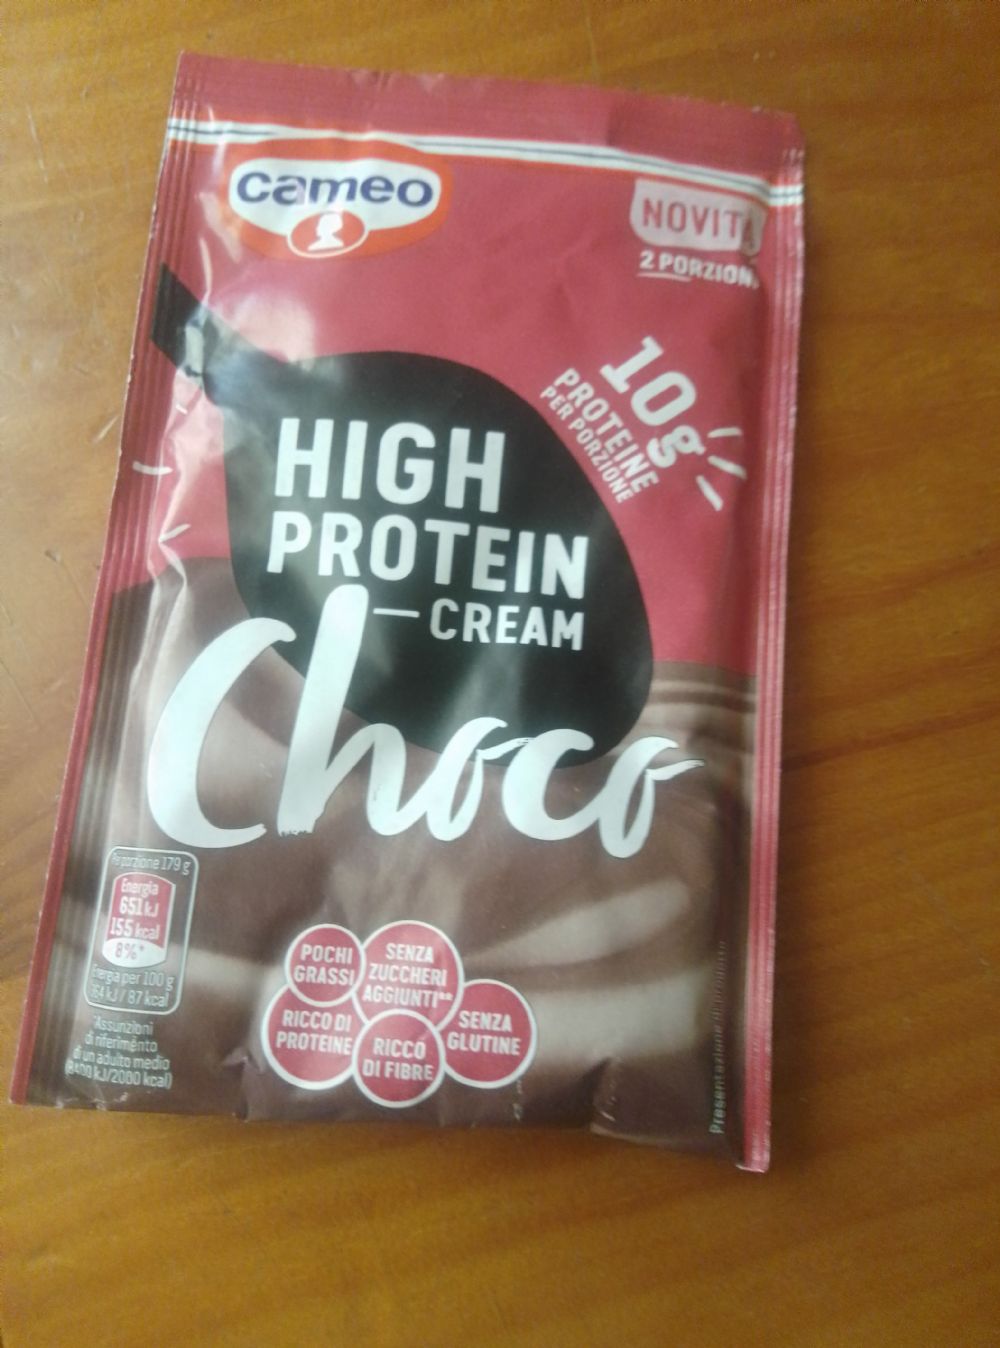 cameo
NOVITÀ
2 PORZIONI
10g
PROTEINE
PER PORZIONE
HIGH
PROTEIN
CREAM
Choco
Per porzione 179 g
Energia
651 kJ
155 kcal
8%*
Energia per 100 g
364 kJ / 87 kcal
*Assunzioni
di riferimento
di un adulto medio
(8400 kJ/2000 kcal)
POCHI
GRASSI
SENZA
ZUCCHERI
AGGIUNTI**
RICCO DI
PROTEINE
RICCO
DI FIBRE
SENZA
GLUTINE
Presentazione di prodotto